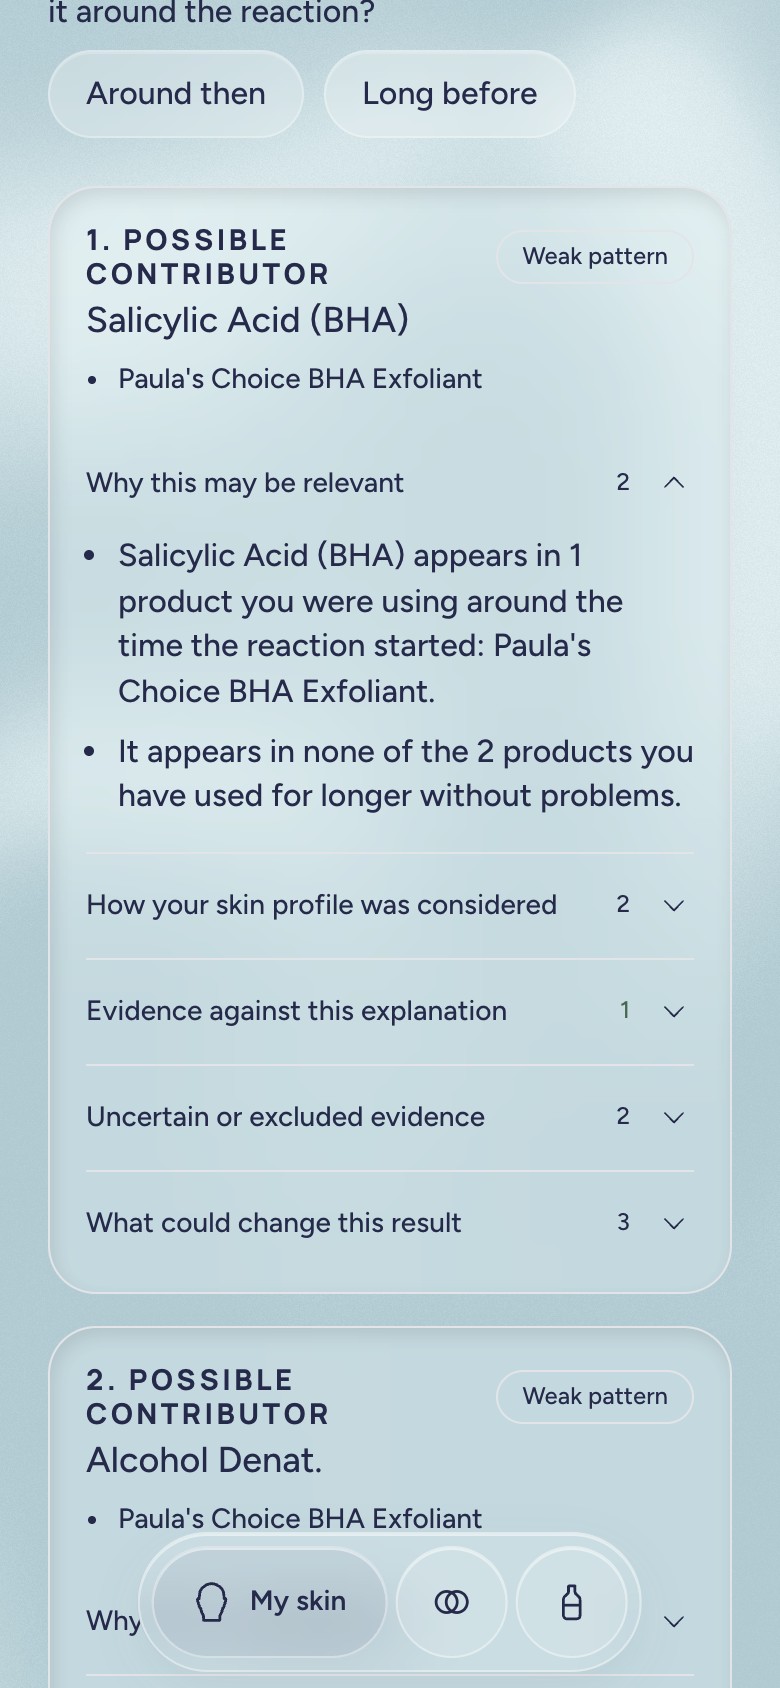 it around the reaction?
Around then
Long before
1. POSSIBLE
CONTRIBUTOR
Weak pattern
Salicylic Acid (BHA)
• Paula's Choice BHA Exfoliant
Why this may be relevant 2
• Salicylic Acid (BHA) appears in 1
product you were using around the
time the reaction started: Paula's
Choice BHA Exfoliant.
• It appears in none of the 2 products you
have used for longer without problems.
How your skin profile was considered 2
Evidence against this explanation 1
Uncertain or excluded evidence 2
What could change this result 3
2. POSSIBLE
CONTRIBUTOR
Weak pattern
Alcohol Denat.
• Paula's Choice BHA Exfoliant
Why
My skin